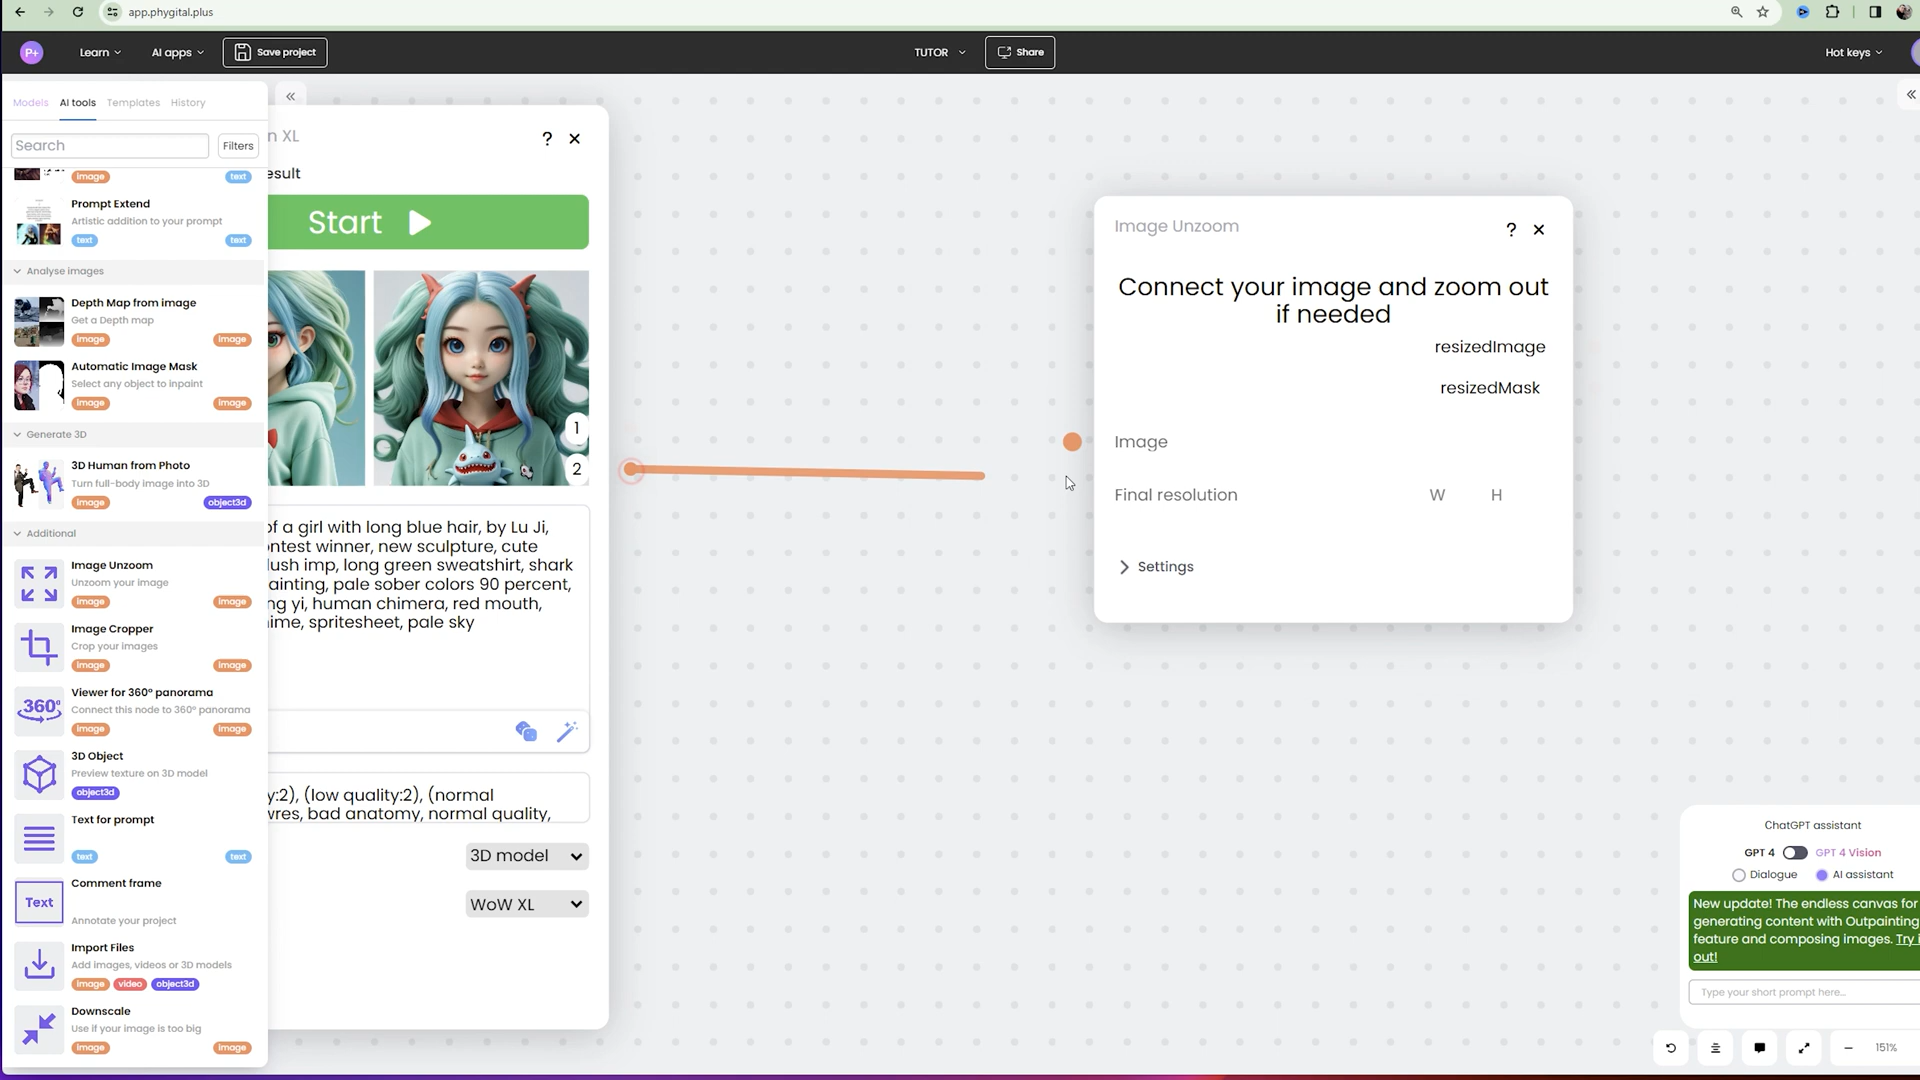 app.phygital.plus
P+
Learn
AI apps
Save project
TUTOR
Share
Hot keys
Models
AI tools
Templates
History
Search
Filters
image
text
Prompt Extend
Artistic addition to your prompt
text
text
Analyse images
Depth Map from image
Get a Depth map
image
image
Automatic Image Mask
Select any object to inpaint
image
image
Generate 3D
3D Human from Photo
Turn full-body image into 3D
image
object3d
Additional
Image Unzoom
Unzoom your image
image
image
Image Cropper
Crop your images
image
image
360°
Viewer for 360° panorama
Connect this node to 360° panorama
image
image
3D Object
Preview texture on 3D model
object3d
Text for prompt
text
text
Text
Comment frame
Annotate your project
Import Files
Add images, videos or 3D models
image
video
object3d
Downscale
Use if your image is too big
image
image
n XL
?
esult
Start
1
2
of a girl with long blue hair, by Lu Ji,
ontest winner, new sculpture, cute
lush imp, long green sweatshirt, shark
ainting, pale sober colors 90 percent,
ng yi, human chimera, red mouth,
ime, spritesheet, pale sky
y:2), (low quality:2), (normal
wres, bad anatomy, normal quality,
3D model
WoW XL
Image Unzoom
?
Connect your image and zoom out
if needed
resizedImage
resizedMask
Image
Final resolution
W
H
Settings
ChatGPT assistant
GPT 4
GPT 4 Vision
Dialogue
AI assistant
New update! The endless canvas for
generating content with Outpainting
feature and composing images. Try i
out!
Type your short prompt here...
151%